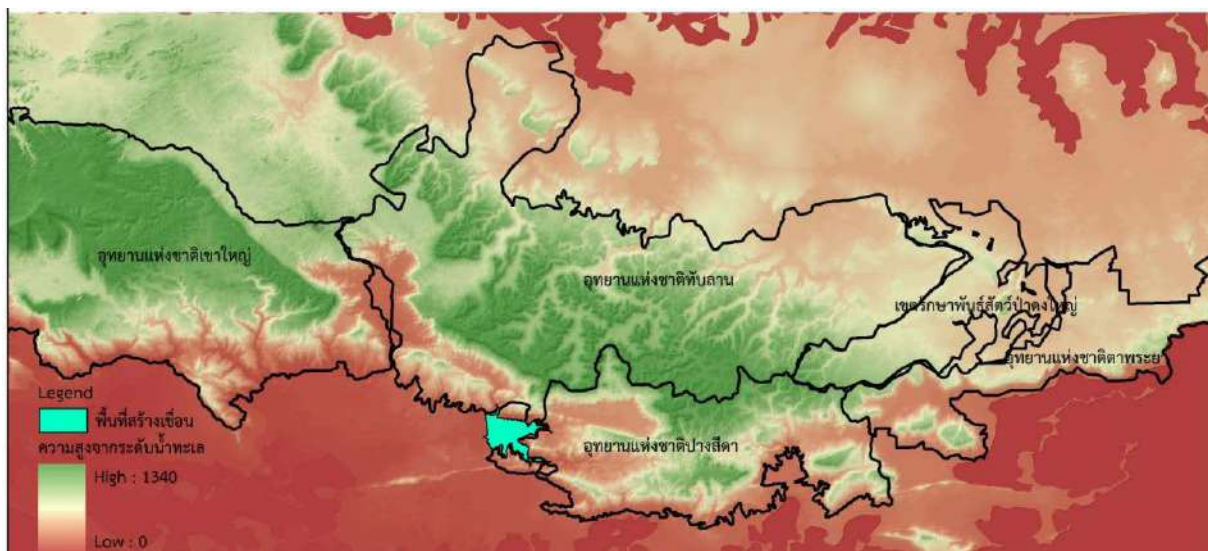 อุทยานแห่งชาติเขาใหญ่
อุทยานแห่งชาติทับลาน
เขตรักษาพันธุ์สัตว์ป่าดงใหญ่
อุทยานแห่งชาติตาพระยา
อุทยานแห่งชาติปางสีดา
Legend
พื้นที่สร้างเขื่อน
ความสูงจากระดับน้ำทะเล
High : 1340
Low : 0